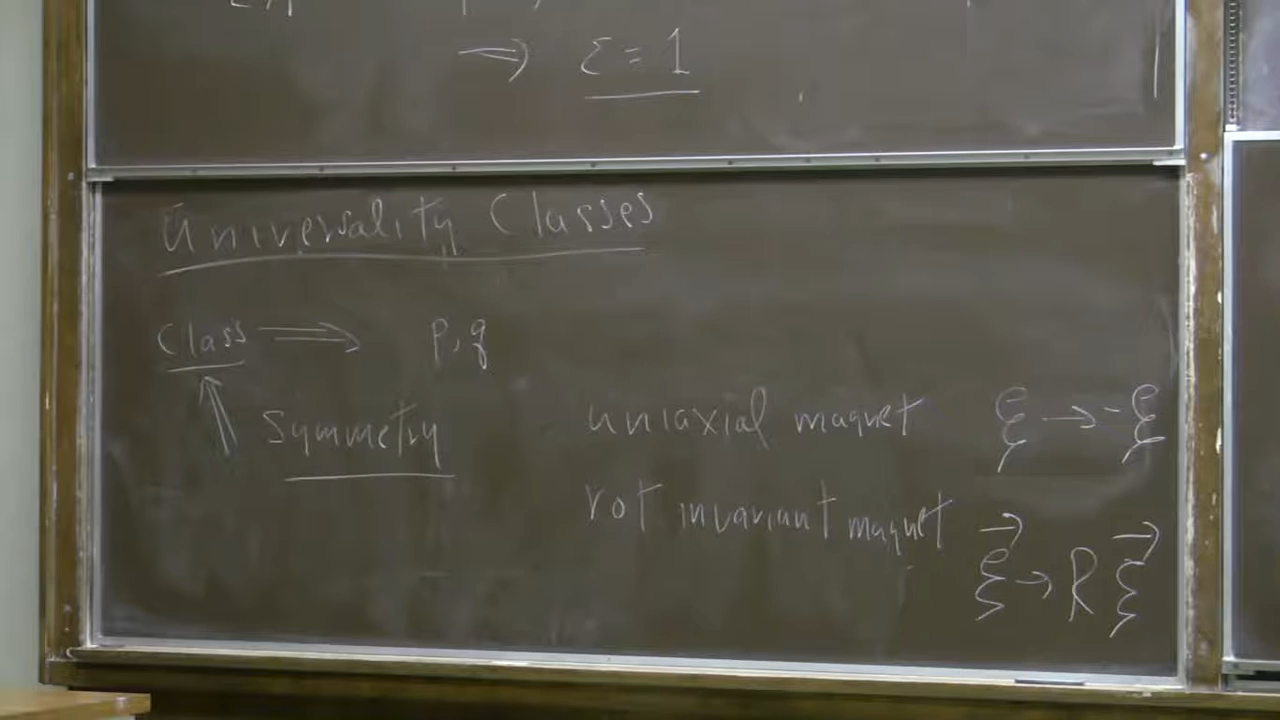 ⇒ Σ = 1
Universality Classes
Class ⇒ p, q
⇑ Symmetry
uniaxial magnet ξ → -ξ
rot invariant magnet ξ⃗ → R ξ⃗